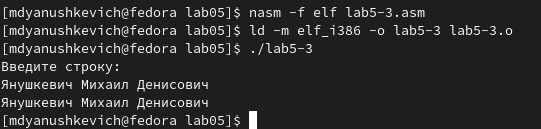 [mdyanushkevich@fedora lab05]$ nasm -f elf lab5-3.asm
[mdyanushkevich@fedora lab05]$ ld -m elf_i386 -o lab5-3 lab5-3.o
[mdyanushkevich@fedora lab05]$ ./lab5-3
Введите строку:
Янушкевич Михаил Денисович
Янушкевич Михаил Денисович
[mdyanushkevich@fedora lab05]$